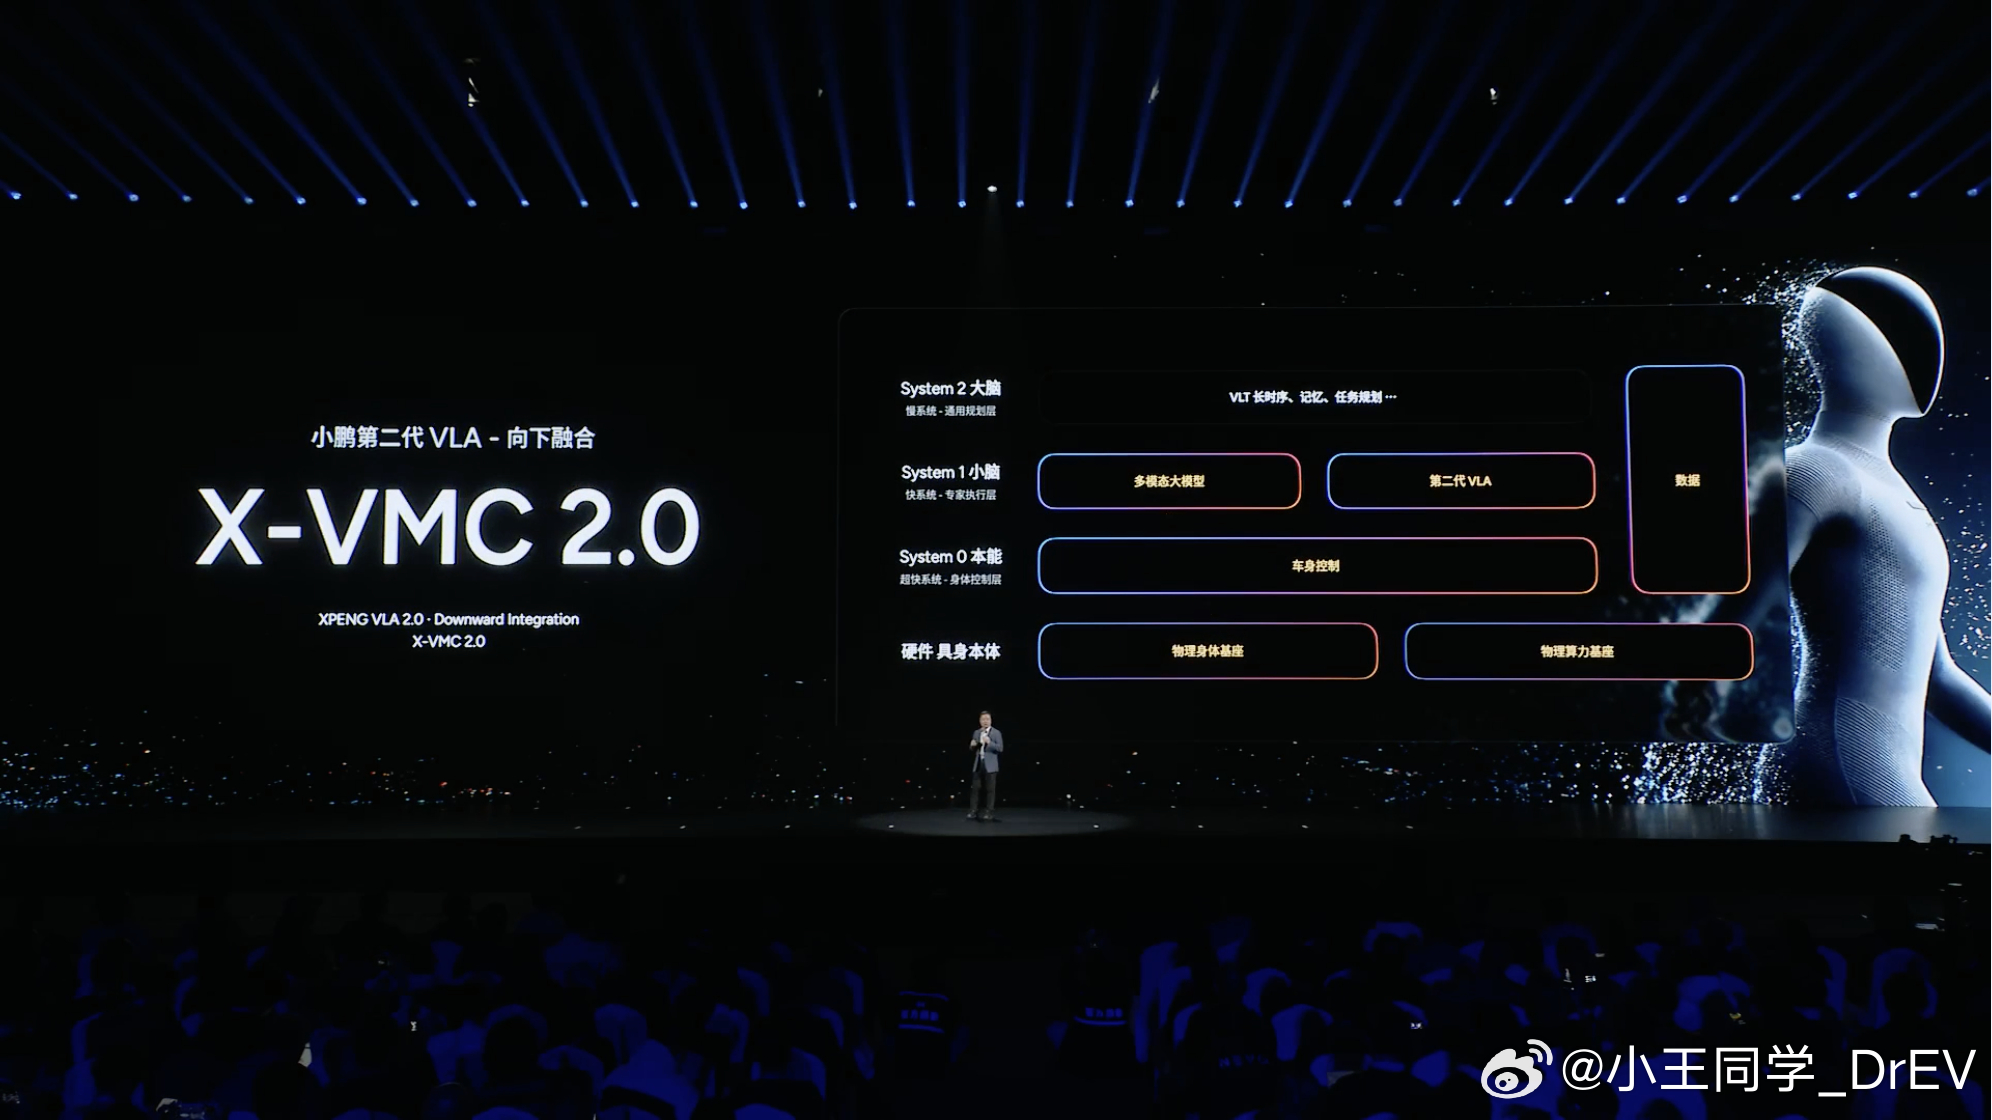 小鹏第二代 VLA - 向下融合
X-VMC 2.0
XPENG VLA 2.0 · Downward Integration
X-VMC 2.0
System 2 大脑
慢系统 - 通用规划层
VLT 长时序、记忆、任务规划 ···
System 1 小脑
快系统 - 专家执行层
多模态大模型
第二代 VLA
数据
System 0 本能
超快系统 - 身体控制层
车身控制
硬件 具身本体
物理身体基座
物理算力基座
@小王同学_DrEV